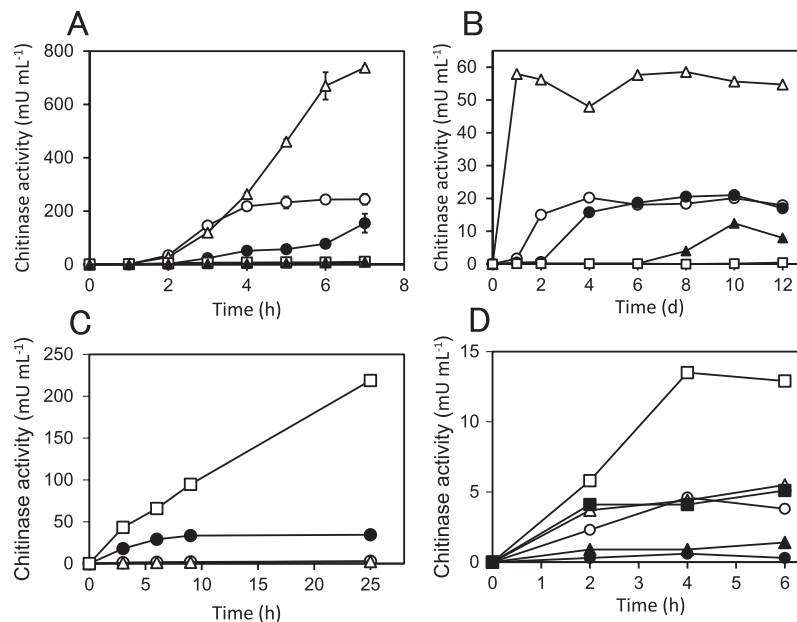 A
Chitinase activity (mU mL-1)
800
600
400
200
0
0 2 4 6 8
Time (h)
B
Chitinase activity (mU mL-1)
60
50
40
30
20
10
0
0 2 4 6 8 10 12
Time (d)
C
Chitinase activity (mU mL-1)
250
200
150
100
50
0
0 5 10 15 20 25
Time (h)
D
Chitinase activity (mU mL-1)
15
10
5
0
0 1 2 3 4 5 6
Time (h)